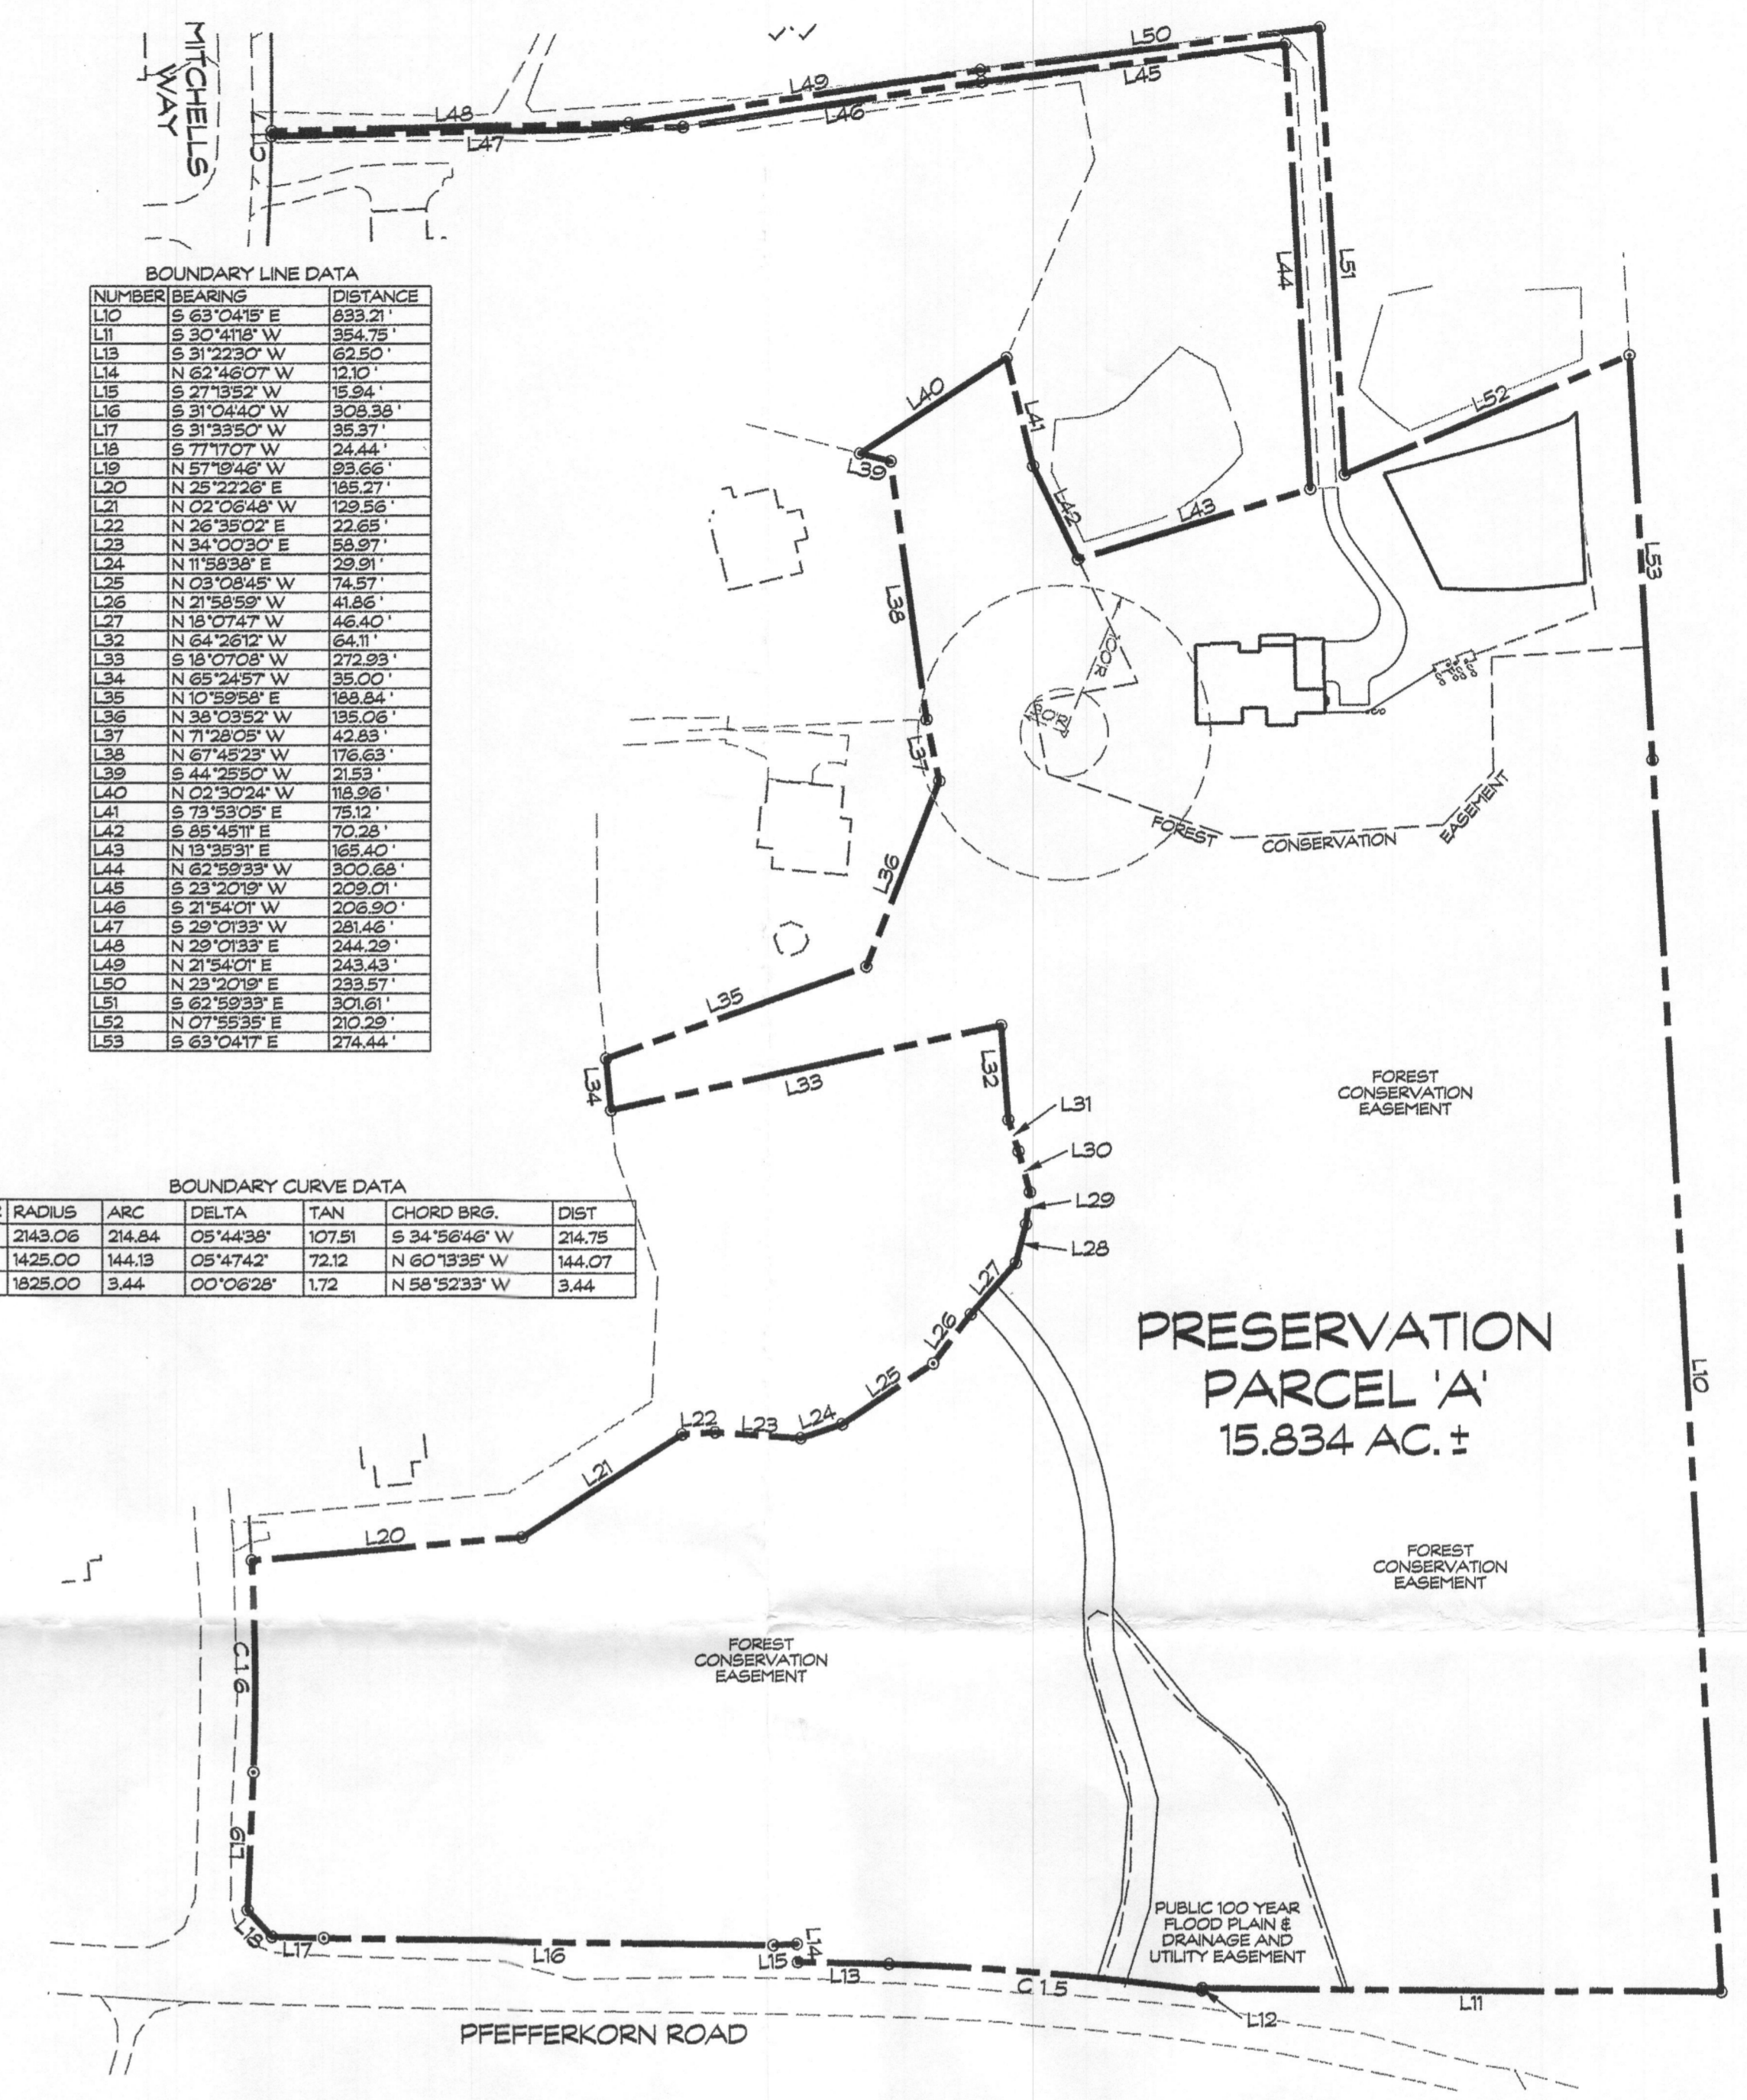 MITCHELLS
WAY
L48
L47
L49
L46
L50
L45
L44
L51
L52
L53
L40
L39
L41
L42
L43
L38
L37
L36
L35
L34
L33
L32
L31
L30
L29
L28
L27
L26
L25
L24
L23
L22
L21
L20
100'R
FOREST
CONSERVATION
EASEMENT
BOUNDARY LINE DATA
NUMBER BEARING DISTANCE
L10 S 63°04'15" E 833.21'
L11 S 30°41'18" W 354.75'
L13 S 31°22'30" W 62.50'
L14 N 62°46'07" W 12.10'
L15 S 27°13'52" W 15.94'
L16 S 31°04'40" W 308.38'
L17 S 31°33'50" W 35.37'
L18 S 77°17'07" W 24.44'
L19 N 57°19'46" W 93.66'
L20 N 25°22'26" E 185.27'
L21 N 02°06'48" W 129.56'
L22 N 26°35'02" E 22.65'
L23 N 34°00'30" E 58.97'
L24 N 11°58'38" E 29.91'
L25 N 03°08'45" W 74.57'
L26 N 21°58'59" W 41.86'
L27 N 18°07'47" W 46.40'
L32 N 64°26'12" W 64.11'
L33 S 18°07'08" W 272.93'
L34 N 65°24'57" W 35.00'
L35 N 10°59'58" E 188.84'
L36 N 38°03'52" W 135.06'
L37 N 71°28'05" W 42.83'
L38 N 67°45'23" W 176.63'
L39 S 44°25'50" W 21.53'
L40 N 02°30'24" W 118.96'
L41 S 73°53'05" E 75.12'
L42 S 85°45'11" E 70.28'
L43 N 13°35'31" E 165.40'
L44 N 62°59'33" W 300.68'
L45 S 23°20'19" W 209.01'
L46 S 21°54'01" W 206.90'
L47 S 29°01'33" W 281.46'
L48 N 29°01'33" E 244.29'
L49 N 21°54'01" E 243.43'
L50 N 23°20'19" E 233.57'
L51 S 62°59'33" E 301.61'
L52 N 07°55'35" E 210.29'
L53 S 63°04'17" E 274.44'
BOUNDARY CURVE DATA
RADIUS ARC DELTA TAN CHORD BRG. DIST
2143.06 214.84 05°44'38" 107.51 S 34°56'46" W 214.75
1425.00 144.13 05°47'42" 72.12 N 60°13'35" W 144.07
1825.00 3.44 00°06'28" 1.72 N 58°52'33" W 3.44
FOREST
CONSERVATION
EASEMENT
PRESERVATION
PARCEL 'A'
15.834 AC. ±
L10
FOREST
CONSERVATION
EASEMENT
FOREST
CONSERVATION
EASEMENT
C16
L19
L18
L17
L16
L15
L14
L13
C15
L12
L11
PUBLIC 100 YEAR
FLOOD PLAIN &
DRAINAGE AND
UTILITY EASEMENT
PFEFFERKORN ROAD